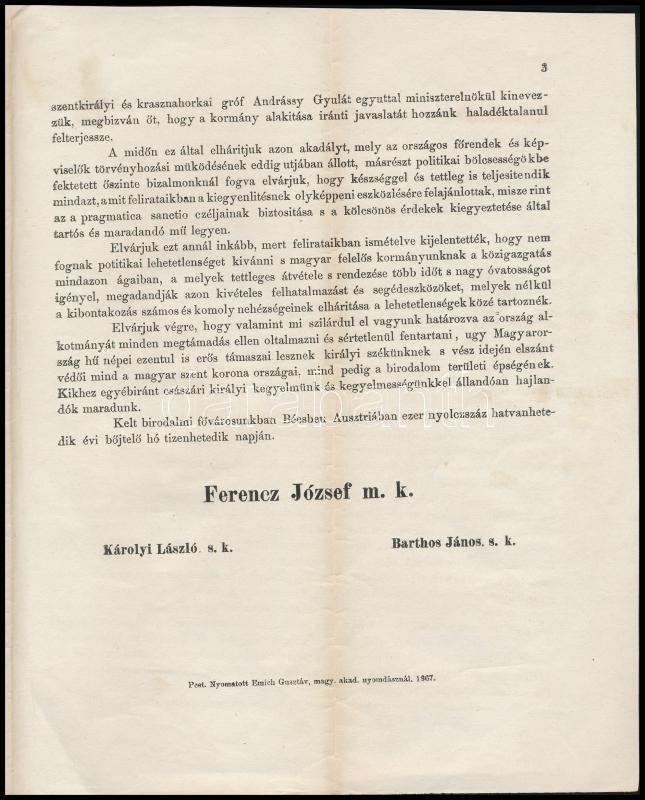 3
szentkirályi és krasznahorkai gróf Andrássy Gyulát egyuttal miniszterelnökül kinevez-
zük, megbizván őt, hogy a kormány alakitása iránti javaslatát hozzánk haladéktalanul
felterjessze.
A midőn ez által elháritjuk azon akadályt, mely az országos főrendek és kép-
viselők törvényhozási müködésének eddig utjában állott, másrészt politikai bölcsességökbe
fektetett őszinte bizalmonknál fogva elvárjuk, hogy készséggel és tettleg is teljesitendik
mindazt, amit felirataikban a kiegyenlitésnek olyképpeni eszközlésére felajánlottak, miszerint
az a pragmatica sanctio czéljainak biztositása s a kölcsönös érdekek kiegyeztetése által
tartós és maradandó mű legyen.
Elvárjuk ezt annál inkább, mert felirataikban ismételve kijelentették, hogy nem
fognak potitikai lehetetlenséget kivánni s magyar felelős kormányunknak a közigazgatás
mindazon ágaiban, a melyek tettleges átvétele s rendezése több időt s nagy óvatosságot
igényel, megadandják azon kivételes felhatalmazást és segédeszközöket, melyek nélkül
a kibontakozás számos és komoly nehézségeinek elháritása a lehetetlenségek közé tartoznék.
Elvárjuk végre, hogy valamint mi szilárdul el vagyunk határozva az ország al-
kotmányát minden megtámadás ellen oltalmazni és sértetlenül fentartani, ugy Magyaror-
szág hű népei ezentul is erős támaszai lesznek királyi székünknek s vész idején elszánt
védői mind a magyar szent korona országai, mind pedig a birodalom területi épségének.
Kikhez egyébiránt császári királyi kegyelmünk és kegyelmességünkkel állandóan hajlan-
dók maradunk.
Kelt birodalmi fővárosunkban Bécsben Ausztriában ezer nyolczszáz hatvanhete-
dik évi bőjtelő hó tizenhetedik napján.
Ferencz József m. k.
Károlyi László. s. k.
Barthos János. s. k.
Pest. Nyomatott Emich Gusztáv, magy. akad. nyomdásznál. 1867.
darabanth